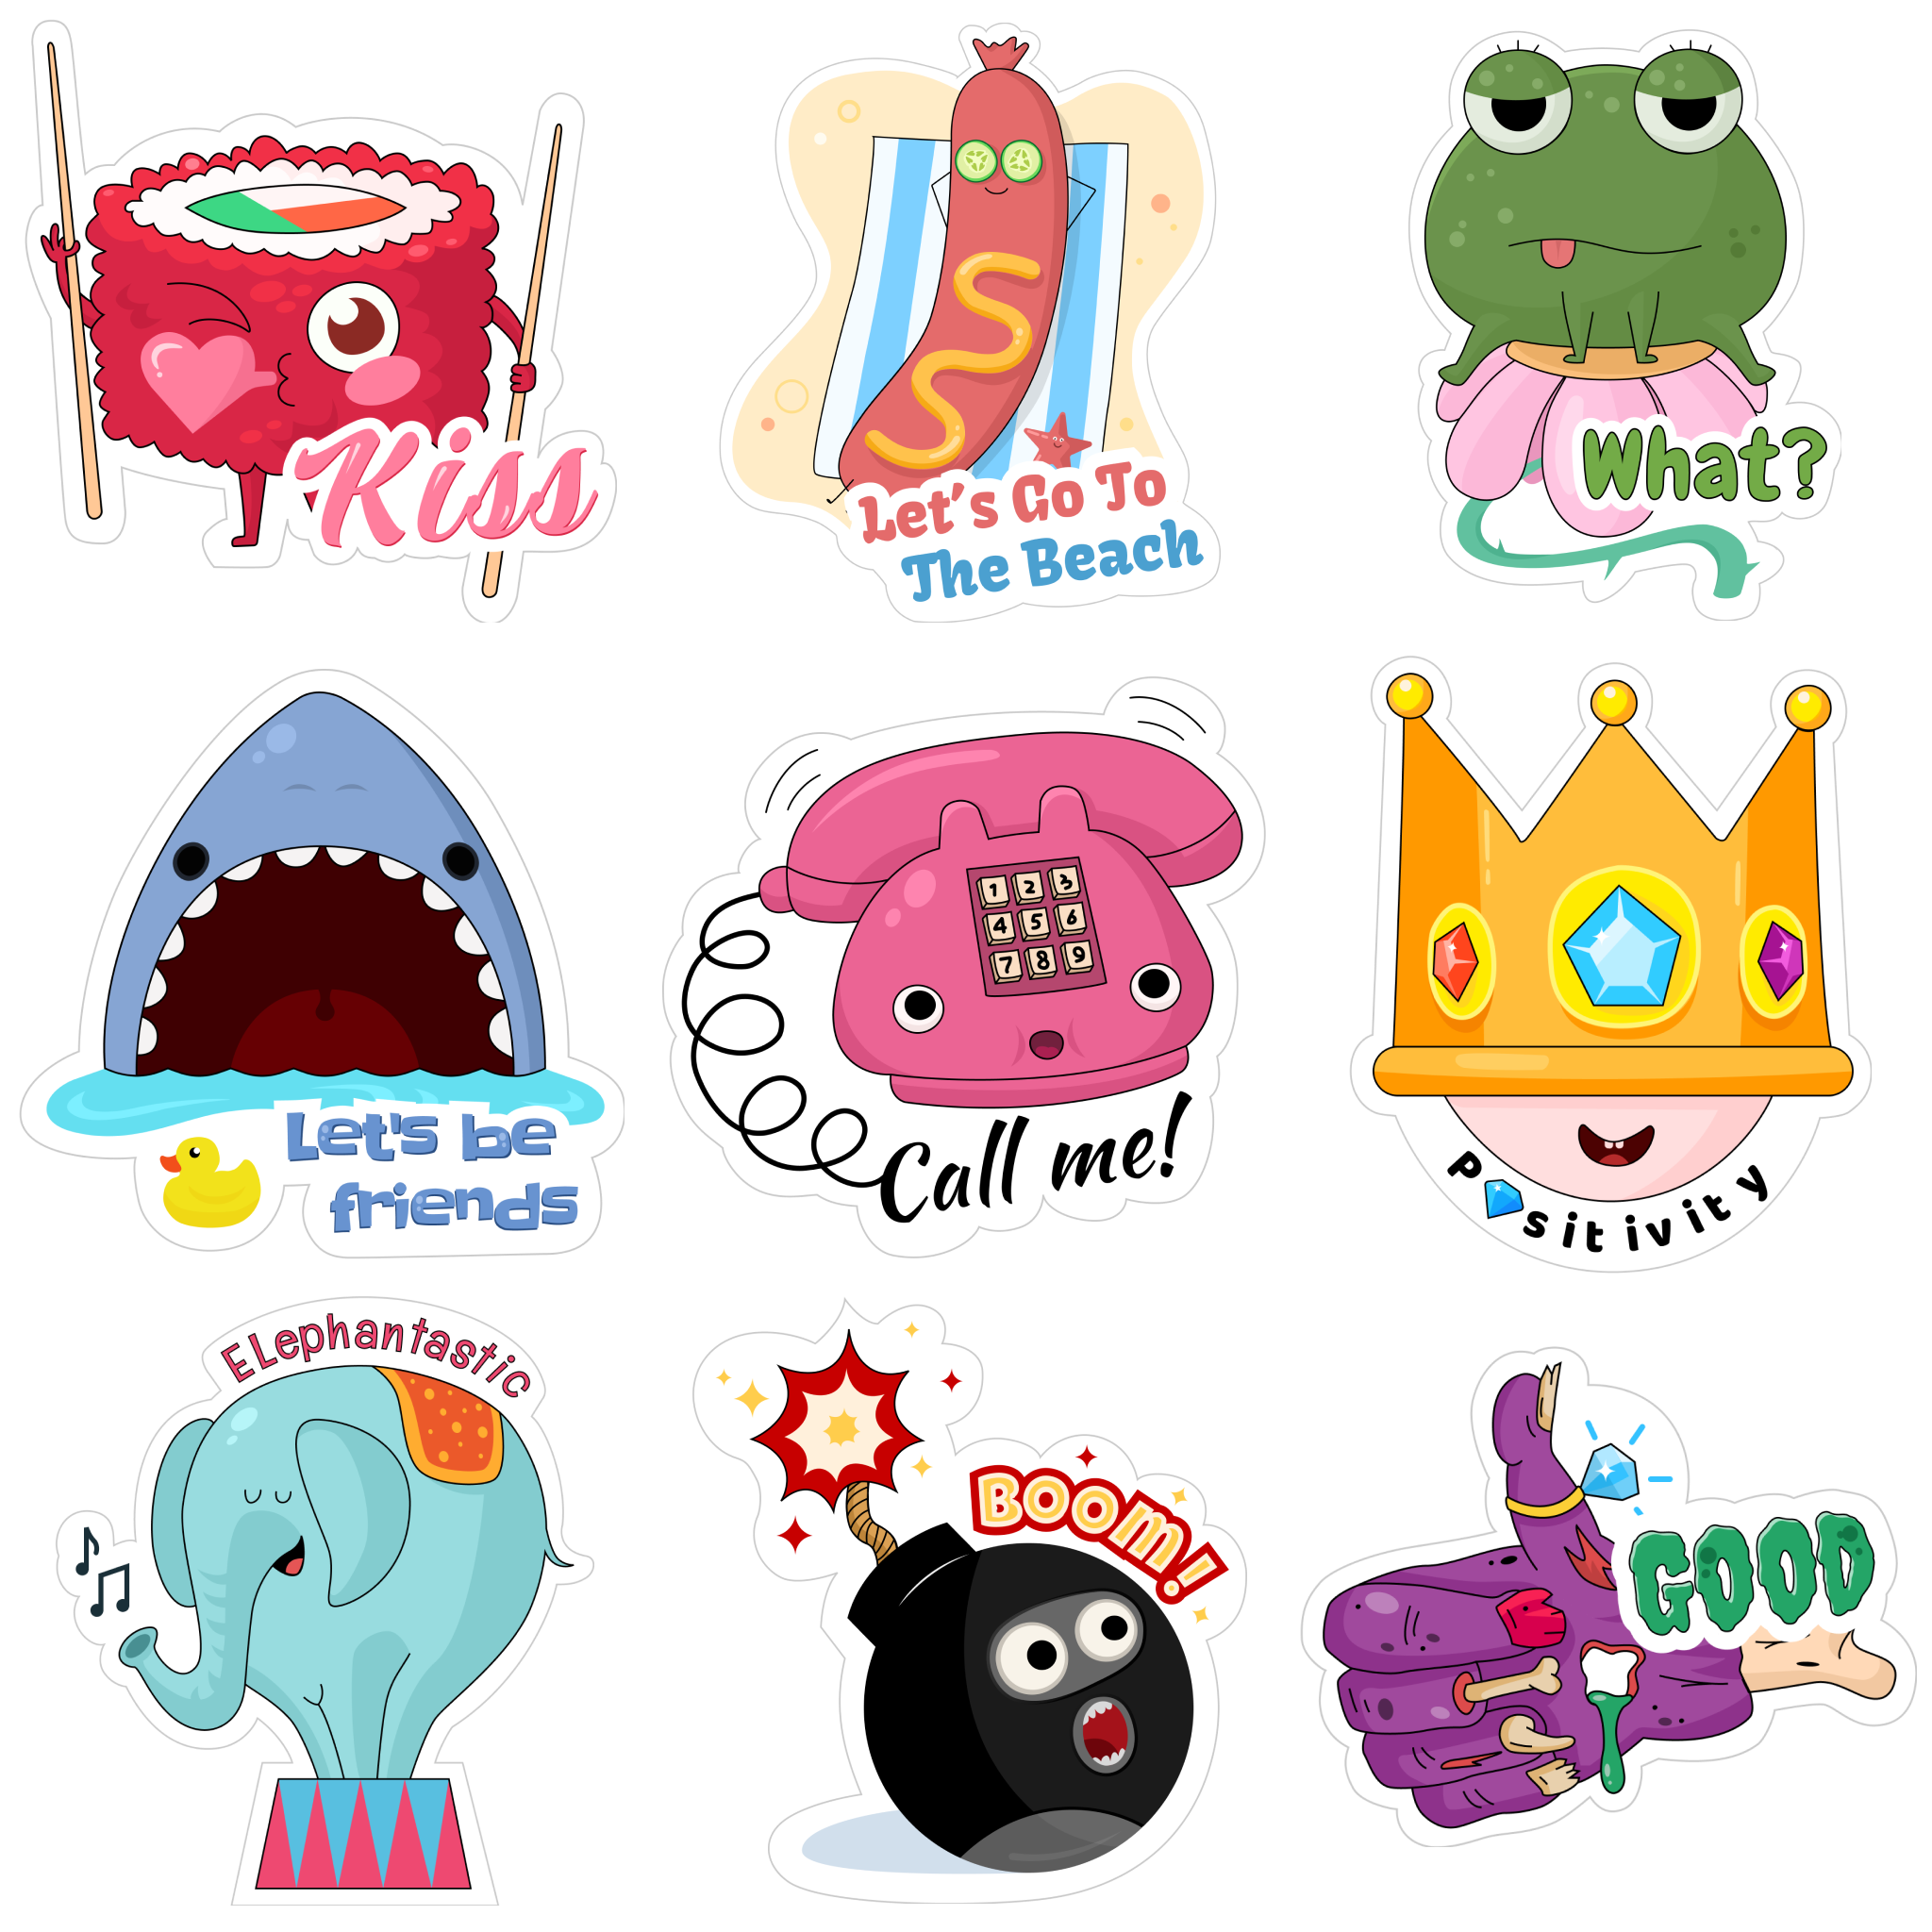 Kiss
Let's Go To
The Beach
What?
Let's be
friends
1 2 3
4 5 6
7 8 9
Call me!
Positivity
ELephantastic
BOOM!
GOOD